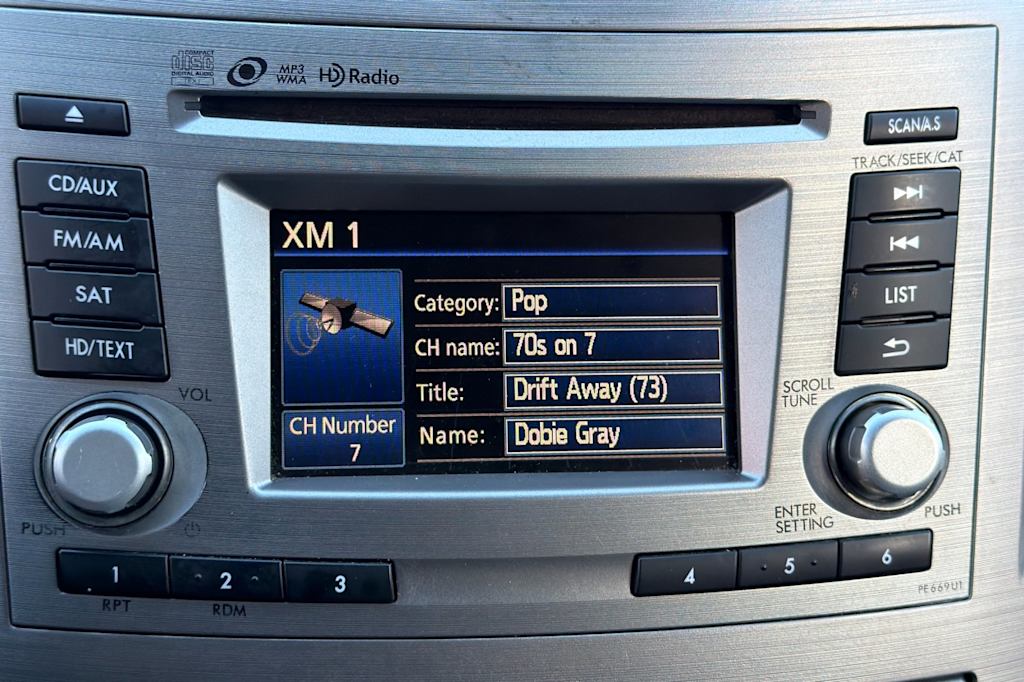 COMPACT
disc
DIGITAL AUDIO
TEXT
MP3
WMA
HD Radio
SCAN/A.S
TRACK/SEEK/CAT
CD/AUX
FM/AM
SAT
HD/TEXT
LIST
XM 1
Category: Pop
CH name: 70s on 7
Title: Drift Away (73)
Name: Dobie Gray
CH Number
7
VOL
PUSH
SCROLL
TUNE
ENTER
SETTING
PUSH
1
RPT
2
RDM
3
4
5
6
PE669U1